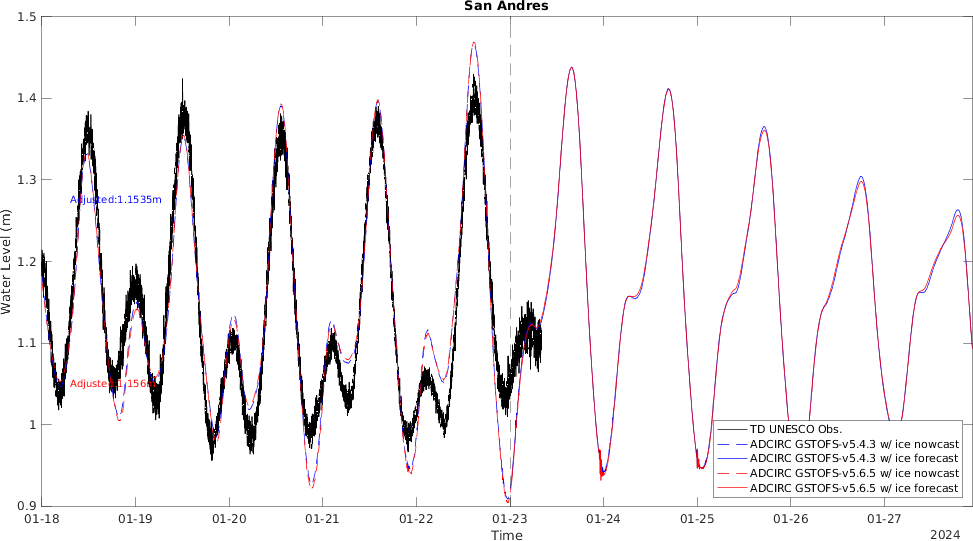 San Andres
1.5
1.4
1.3
1.2
1.1
1
0.9
Water Level (m)
Adjusted:1.1535m
Adjusted:1.156m
TD UNESCO Obs.
ADCIRC GSTOFS-v5.4.3 w/ ice nowcast
ADCIRC GSTOFS-v5.4.3 w/ ice forecast
ADCIRC GSTOFS-v5.6.5 w/ ice nowcast
ADCIRC GSTOFS-v5.6.5 w/ ice forecast
01-18 01-19 01-20 01-21 01-22 01-23 01-24 01-25 01-26 01-27
Time
2024